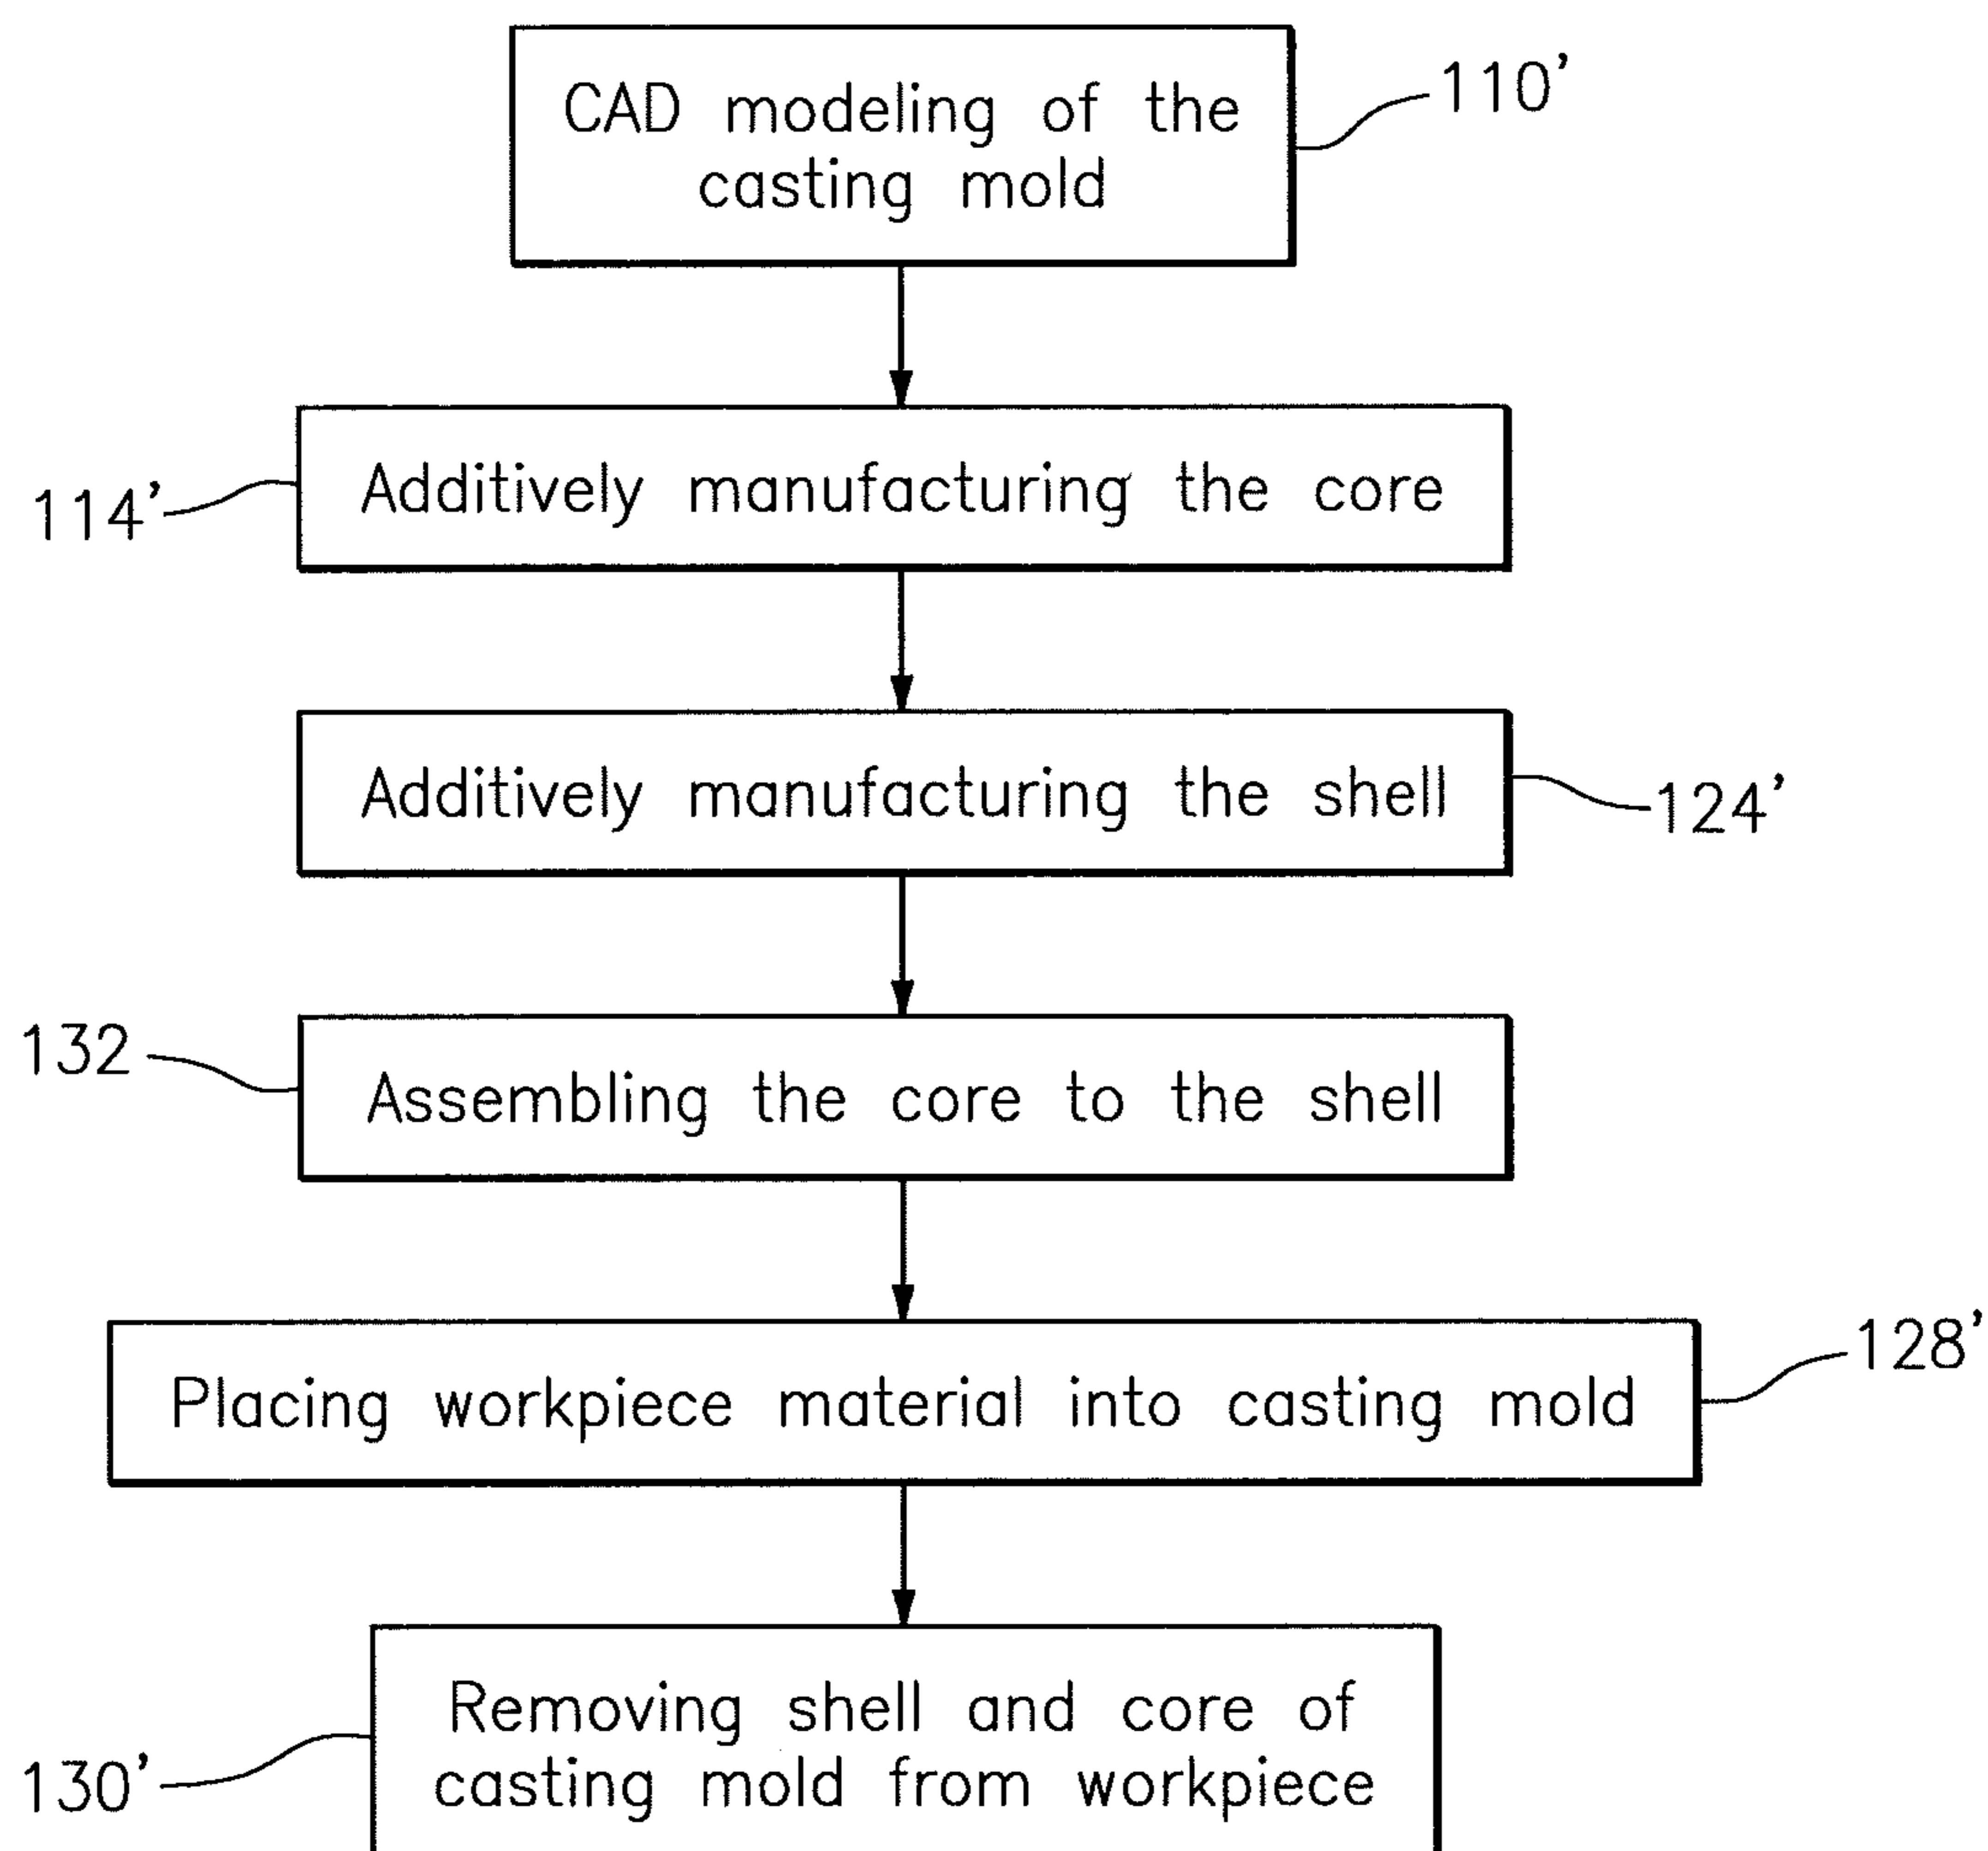 CAD modeling of the
casting mold
110'
Additively manufacturing the core
114'
Additively manufacturing the shell
124'
132
Assembling the core to the shell
Placing workpiece material into casting mold
128'
Removing shell and core of
casting mold from workpiece
130'